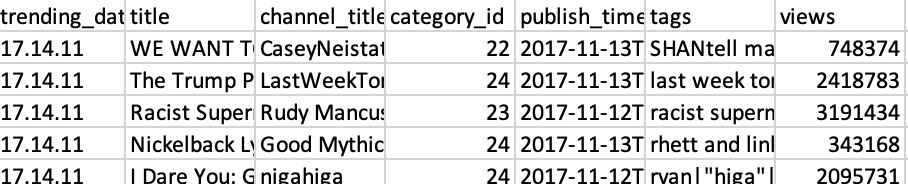 trending_dat title channel_title category_id publish_time tags views
17.14.11 WE WANT T CaseyNeistat 22 2017-11-13T SHANtell ma 748374
17.14.11 The Trump P LastWeekTon 24 2017-11-13T last week ton 2418783
17.14.11 Racist Supern Rudy Mancus 23 2017-11-12T racist supern 3191434
17.14.11 Nickelback Ly Good Mythic 24 2017-11-13T rhett and linl 343168
17.14.11 I Dare You: G nigahiga 24 2017-11-12T ryan|"higa"| 2095731